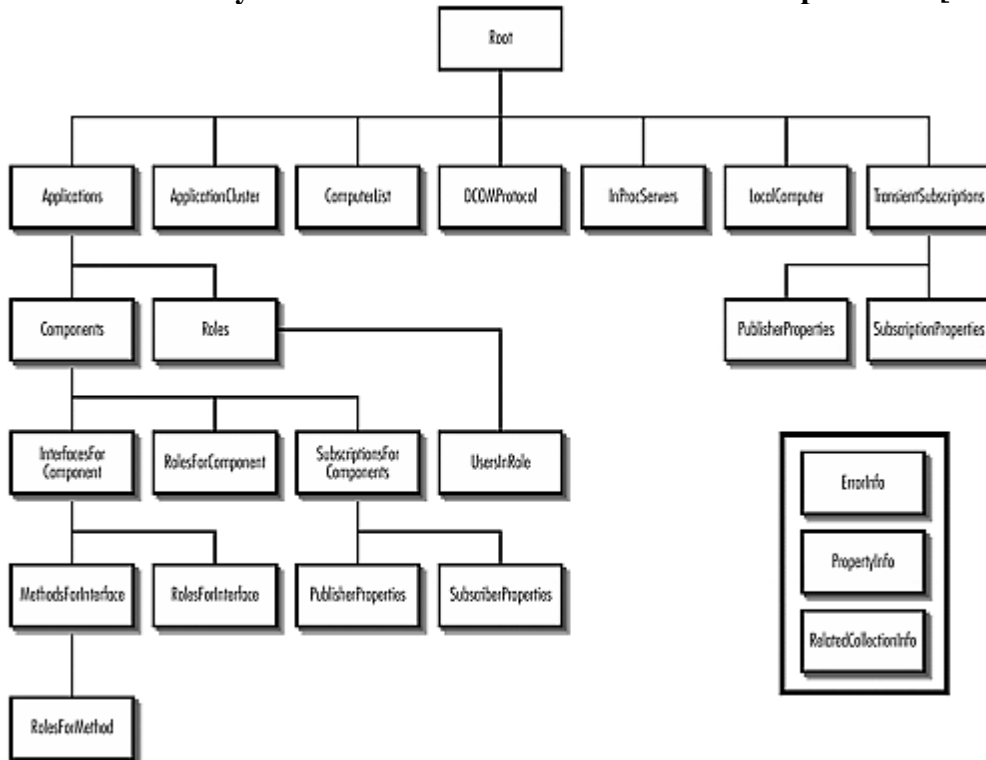 Root
Applications
ApplicationCluster
ComputerList
DCOMProtocol
InProcServers
LocalComputer
TransientSubscriptions
Components
Roles
PublisherProperties
SubscriptionProperties
InterfacesFor
Component
RolesForComponent
SubscriptionsFor
Components
UsersInRole
ErrorInfo
MethodsForInterface
RolesForInterface
PublisherProperties
SubscriberProperties
PropertyInfo
RelatedCollectionInfo
RolesForMethod